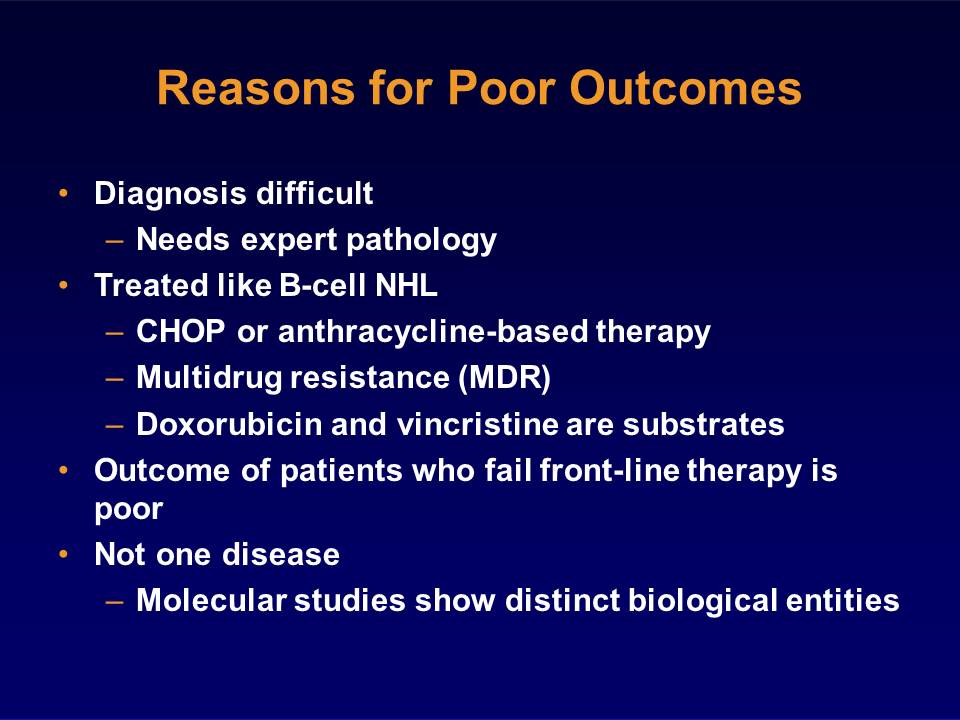 Reasons for Poor Outcomes
• Diagnosis difficult
– Needs expert pathology
• Treated like B-cell NHL
– CHOP or anthracycline-based therapy
– Multidrug resistance (MDR)
– Doxorubicin and vincristine are substrates
• Outcome of patients who fail front-line therapy is
poor
• Not one disease
– Molecular studies show distinct biological entities